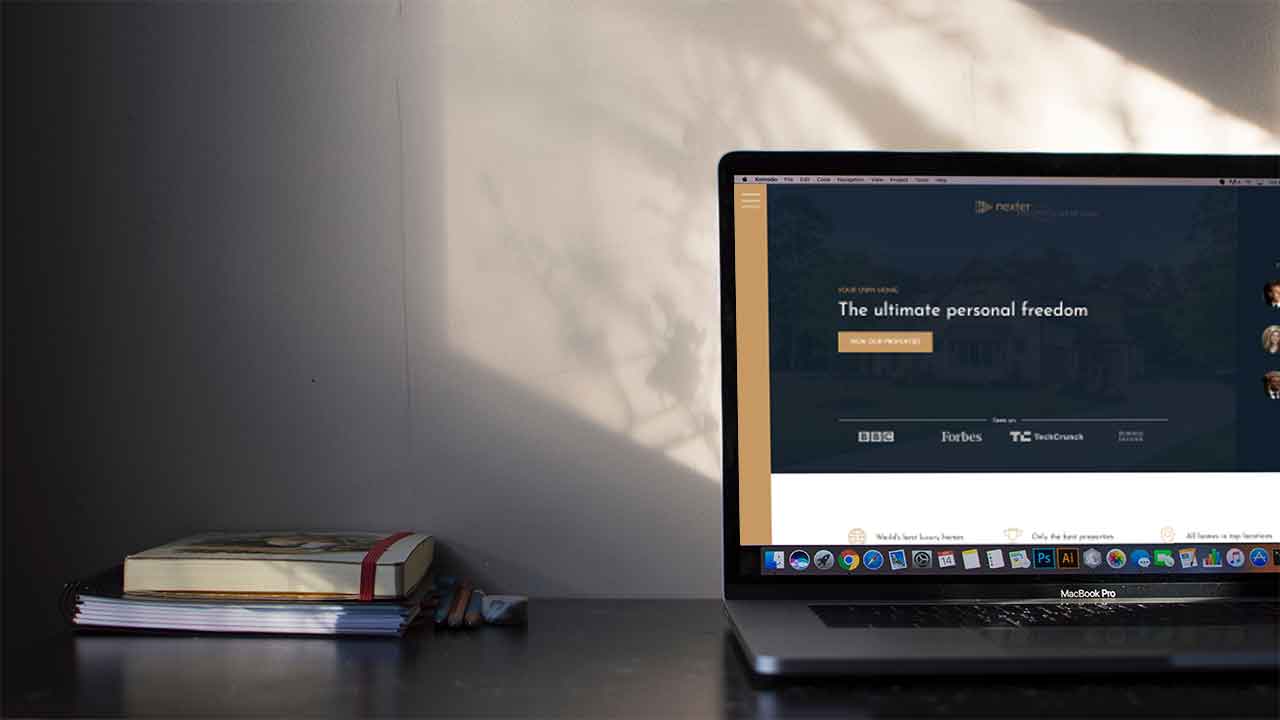 Komodo File Edit Code Navigation View Project Tools Help
nexter
YOUR OWN HOME
The ultimate personal freedom
VIEW OUR PROPERTIES
Seen on
BBC Forbes TC TechCrunch
World's best luxury homes Only the best properties All homes in top locations
14
Ps Ai
MacBook Pro